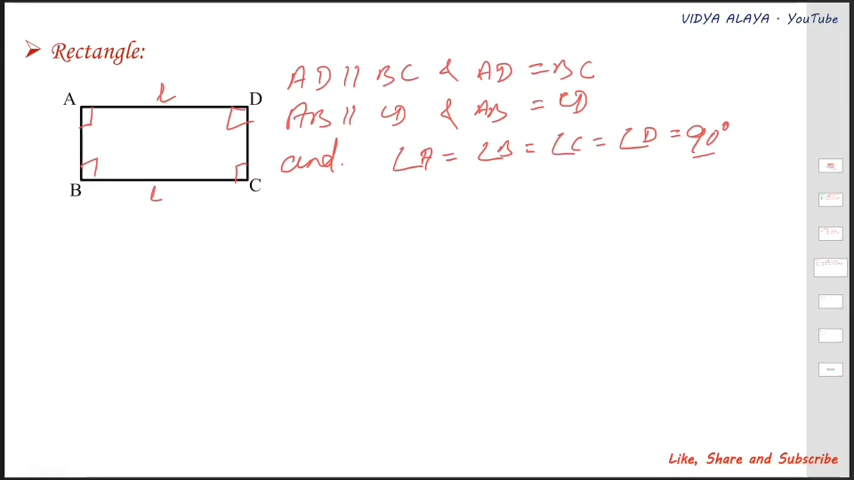 VIDYA ALAYA · YouTube
➢ Rectangle:
AD || BC & AD = BC
A l D
AB || CD & AB = CD
and. ∠A = ∠B = ∠C = ∠D = 90°
B l C
Like, Share and Subscribe